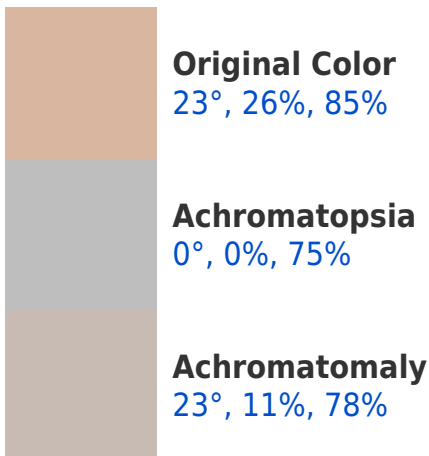 Original Color
23°, 26%, 85%
Achromatopsia
0°, 0%, 75%
Achromatomaly
23°, 11%, 78%